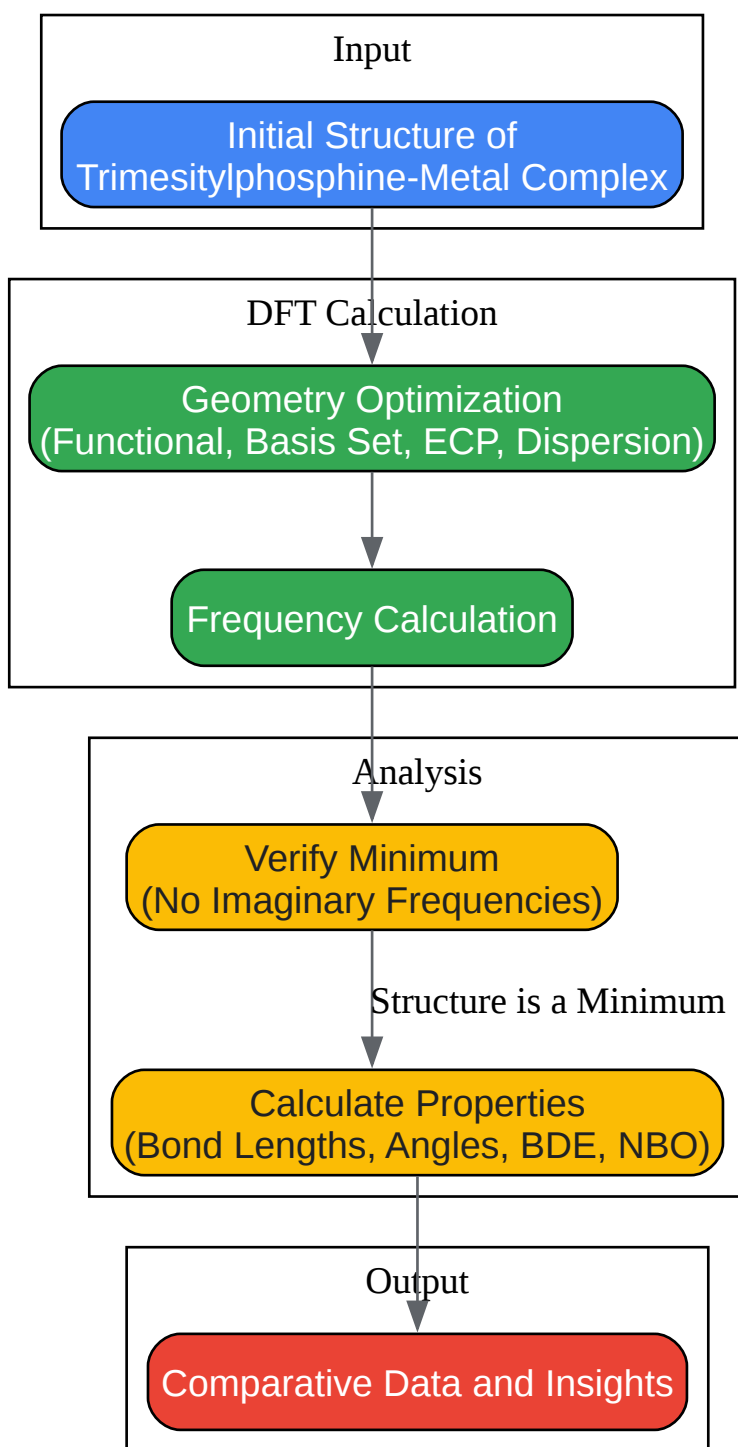 Input
Initial Structure of
Trimesitylphosphine-Metal Complex
DFT Calculation
Geometry Optimization
(Functional, Basis Set, ECP, Dispersion)
Frequency Calculation
Analysis
Verify Minimum
(No Imaginary Frequencies)
Structure is a Minimum
Calculate Properties
(Bond Lengths, Angles, BDE, NBO)
Output
Comparative Data and Insights